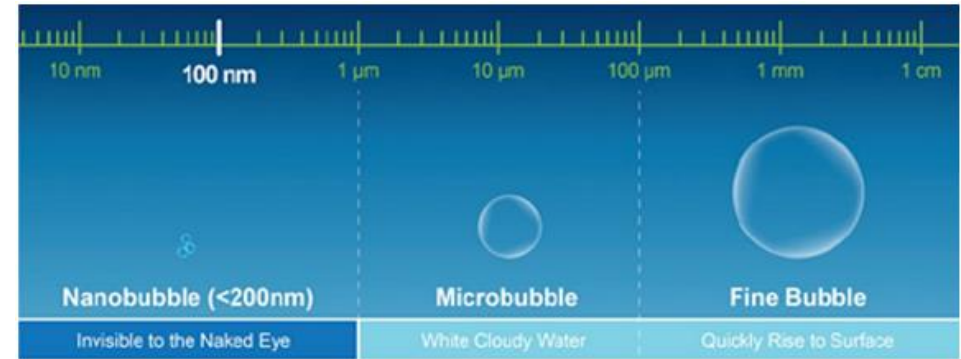 10 nm 100 nm 1 µm 10 µm 100 µm 1 mm 1 cm
Nanobubble (<200nm) Microbubble Fine Bubble
Invisible to the Naked Eye White Cloudy Water Quickly Rise to Surface